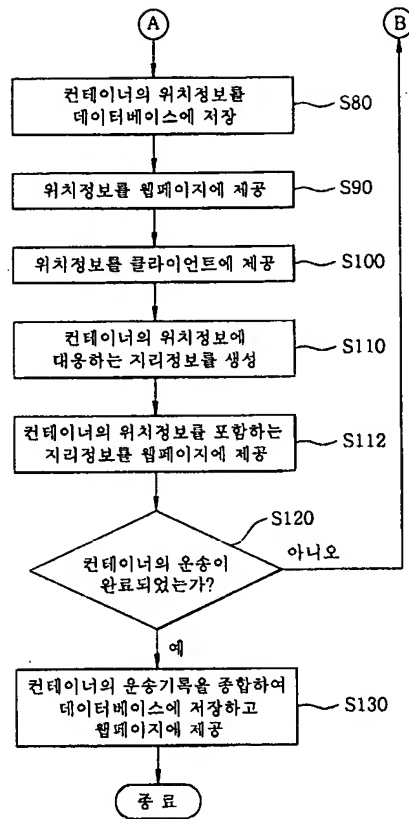 A
B
컨테이너의 위치정보를
데이터베이스에 저장
S80
위치정보를 웹페이지에 제공
S90
위치정보를 클라이언트에 제공
S100
컨테이너의 위치정보에
대응하는 지리정보를 생성
S110
컨테이너의 위치정보를 포함하는
지리정보를 웹페이지에 제공
S112
S120
컨테이너의 운송이
완료되었는가?
아니오
예
컨테이너의 운송기록을 종합하여
데이터베이스에 저장하고
웹페이지에 제공
S130
종료